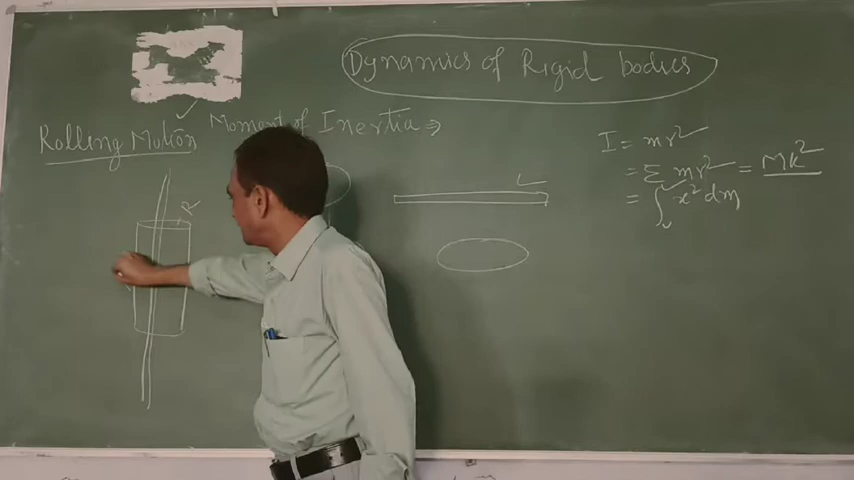 Dynamics of Rigid bodies
Rolling Motion
Moment of Inertia ⇒
R
L
I = mr²
= Σ mr² = MK²
= ∫ x² dm